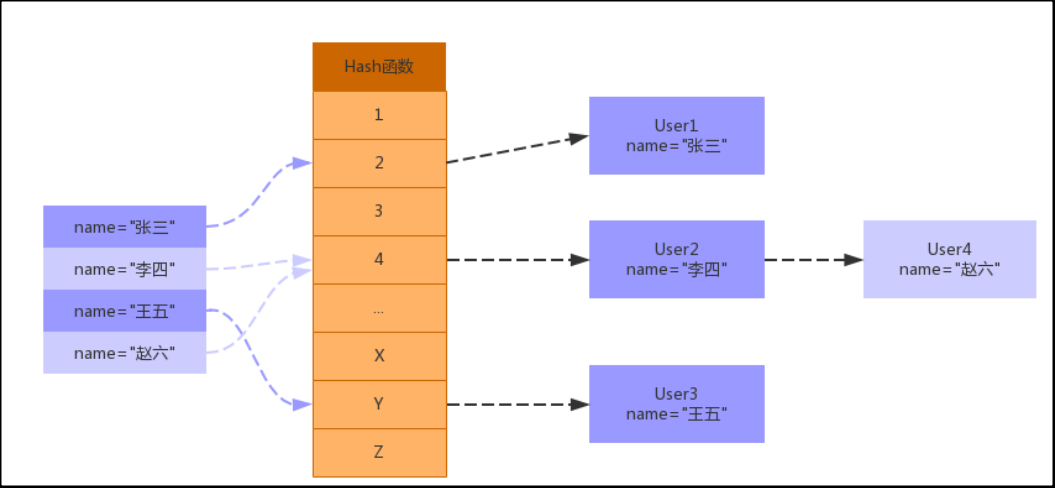 name="张三"
name="李四"
name="王五"
name="赵六"
Hash函数
1
2
3
4
...
X
Y
Z
User1
name="张三"
User2
name="李四"
User4
name="赵六"
User3
name="王五"